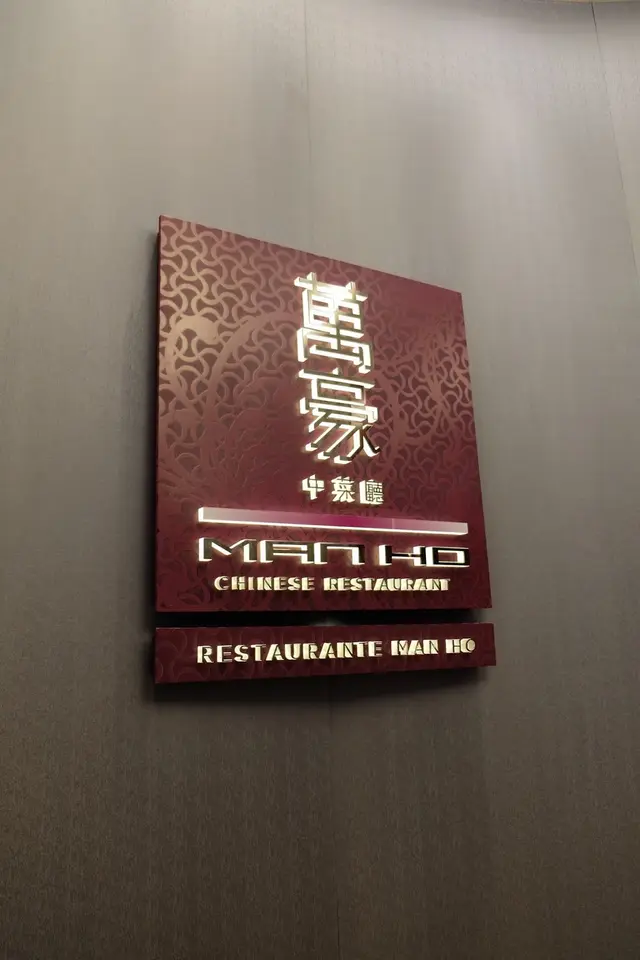 萬豪
中菜廳
MAN HO
CHINESE RESTAURANT
RESTAURANTE MAN HO